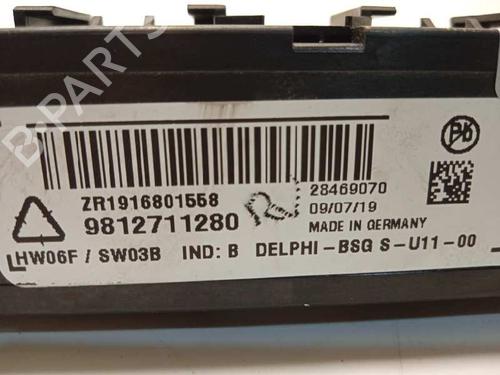 B-PARTS
ZR1916801558
9812711280
28469070
09/07/19
MADE IN GERMANY
HW06F / SW03B IND: B DELPHI-BSG S-U11-00